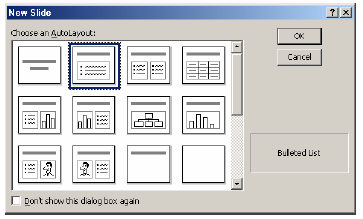 New Slide
Choose an AutoLayout:
OK
Cancel
Bulleted List
Don't show this dialog box again